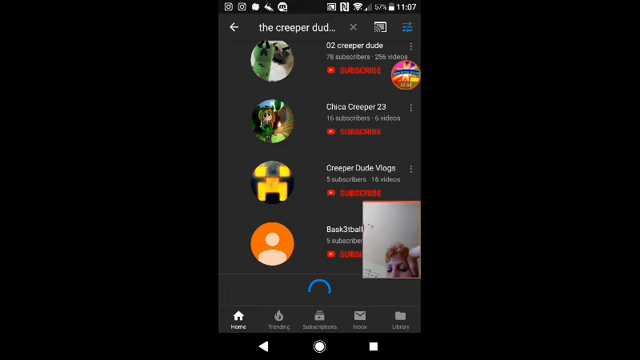 57% 11:07
the creeper dud...
02 creeper dude
78 subscribers · 256 videos
SUBSCRIBE
Chica Creeper 23
16 subscribers · 6 videos
SUBSCRIBE
Creeper Dude Vlogs
5 subscribers · 16 videos
SUBSCRIBE
Bask3tball
5 subscriber
Home Trending Subscriptions Inbox Library